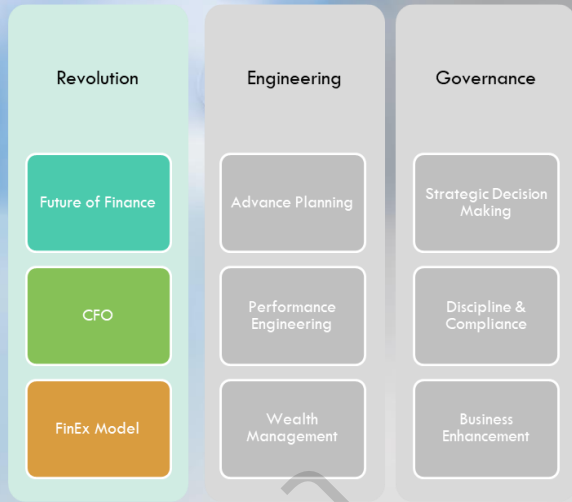 Revolution
Future of Finance
CFO
FinEx Model
Engineering
Advance Planning
Performance
Engineering
Wealth
Management
Governance
Strategic Decision
Making
Discipline &
Compliance
Business
Enhancement